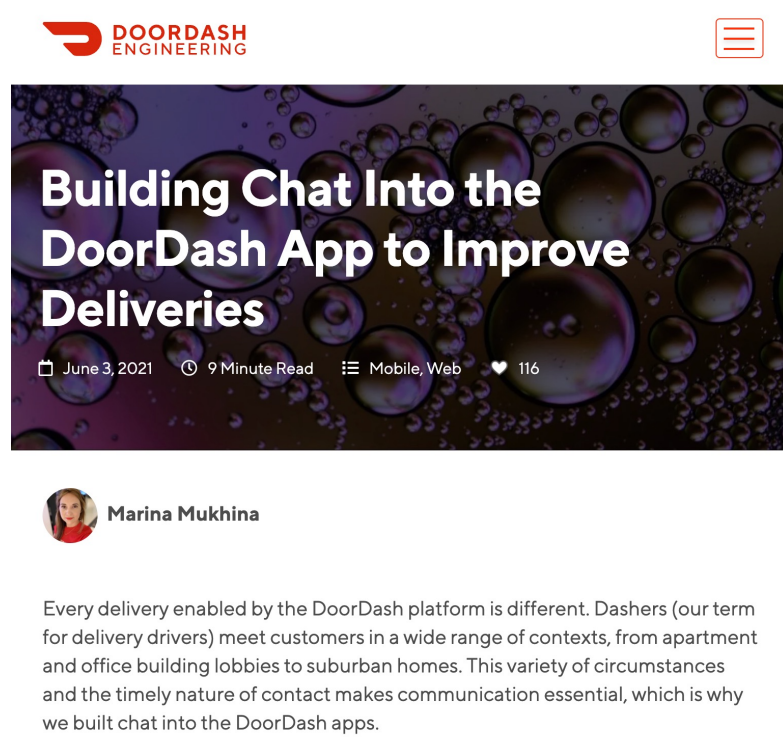 DOORDASH
ENGINEERING
Building Chat Into the
DoorDash App to Improve
Deliveries
June 3, 2021 9 Minute Read Mobile, Web 116
Marina Mukhina
Every delivery enabled by the DoorDash platform is different. Dashers (our term
for delivery drivers) meet customers in a wide range of contexts, from apartment
and office building lobbies to suburban homes. This variety of circumstances
and the timely nature of contact makes communication essential, which is why
we built chat into the DoorDash apps.